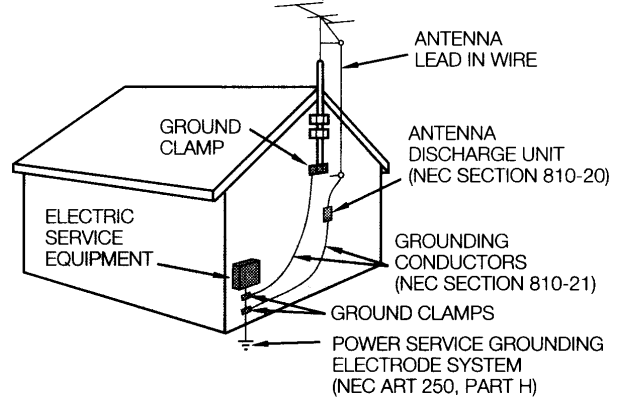 ANTENNA
LEAD IN WIRE
GROUND
CLAMP
ANTENNA
DISCHARGE UNIT
(NEC SECTION 810-20)
ELECTRIC
SERVICE
EQUIPMENT
GROUNDING
CONDUCTORS
(NEC SECTION 810-21)
GROUND CLAMPS
POWER SERVICE GROUNDING
ELECTRODE SYSTEM
(NEC ART 250, PART H)